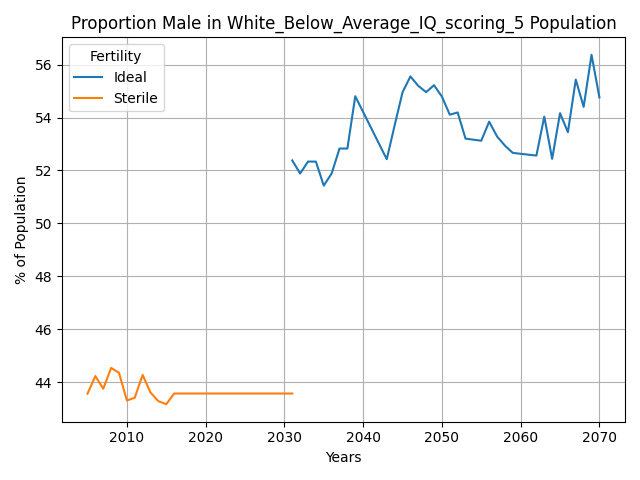 Proportion Male in White_Below_Average_IQ_scoring_5 Population
Fertility
Ideal
Sterile
% of Population
56
54
52
50
48
46
44
2010
2020
2030
2040
2050
2060
2070
Years